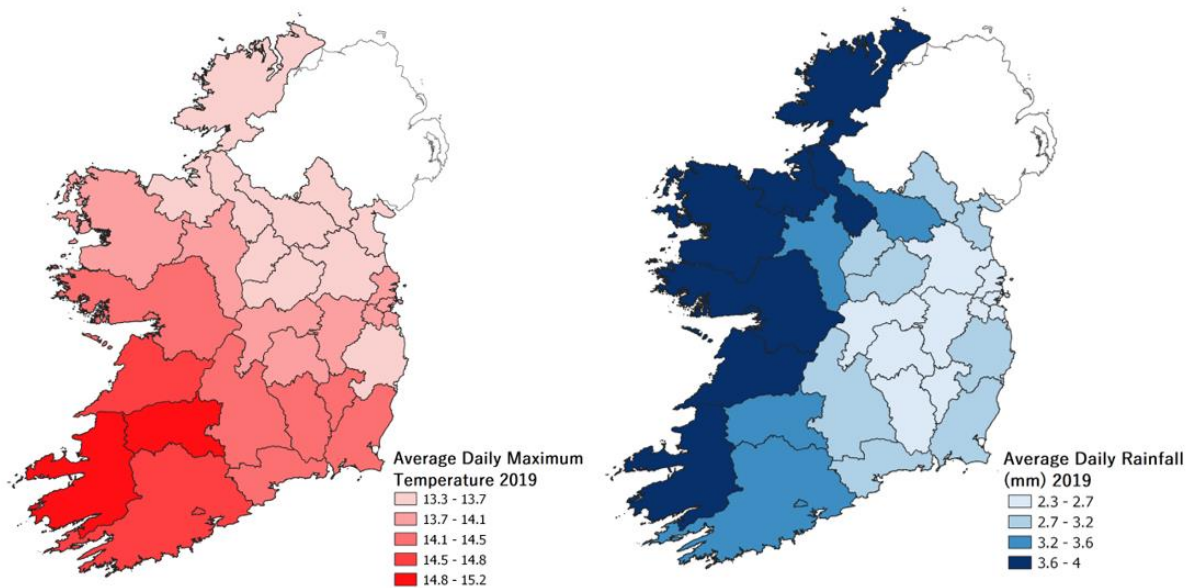 Average Daily Maximum
Temperature 2019
13.3 - 13.7
13.7 - 14.1
14.1 - 14.5
14.5 - 14.8
14.8 - 15.2
Average Daily Rainfall
(mm) 2019
2.3 - 2.7
2.7 - 3.2
3.2 - 3.6
3.6 - 4